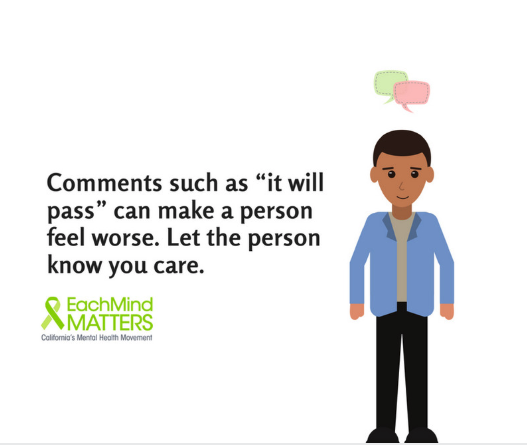 Comments such as “it will
pass” can make a person
feel worse. Let the person
know you care.
EachMind
MATTERS
California's Mental Health Movement